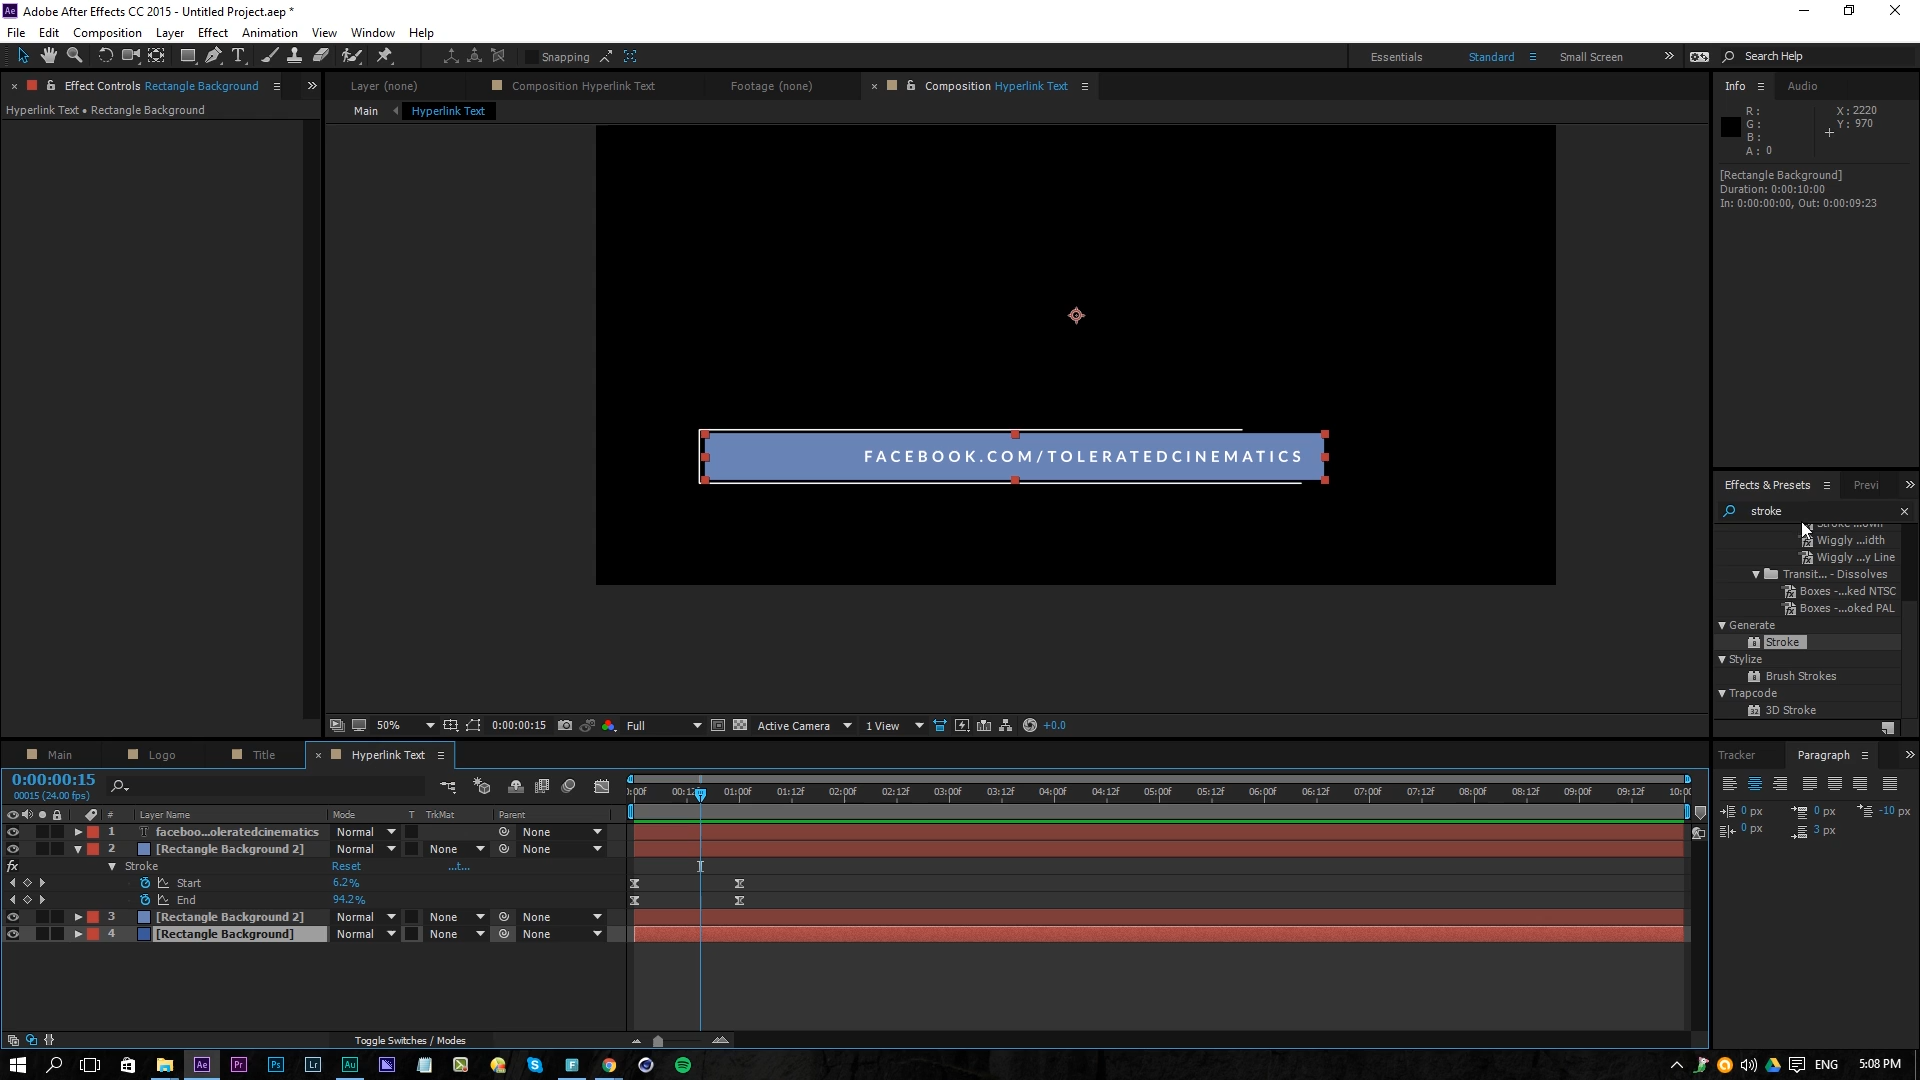 Ae Adobe After Effects CC 2015 - Untitled Project.aep *
File Edit Composition Layer Effect Animation View Window Help
Snapping Essentials Standard Small Screen Search Help
Effect Controls Rectangle Background
Layer (none) Composition Hyperlink Text Footage (none) Composition Hyperlink Text
Info Audio
Hyperlink Text • Rectangle Background
Main Hyperlink Text
R:
G:
B:
A: 0
X: 2220
Y: 970
[Rectangle Background]
Duration: 0:00:10:00
In: 0:00:00:00, Out: 0:00:09:23
FACEBOOK.COM/TOLERATEDCINEMATICS
Effects & Presets Previ
stroke
Wiggly ...idth
Wiggly ...y Line
Transit... - Dissolves
Boxes -...ked NTSC
Boxes -...oked PAL
Generate
Stroke
Stylize
Brush Strokes
Trapcode
3D Stroke
50% 0:00:00:15 Full Active Camera 1 View +0.0
Main Logo Title Hyperlink Text
Tracker Paragraph
0:00:00:15
00015 (24.00 fps)
:00f 00:12f 01:00f 01:12f 02:00f 02:12f 03:00f 03:12f 04:00f 04:12f 05:00f 05:12f 06:00f 06:12f 07:00f 07:12f 08:00f 08:12f 09:00f 09:12f 10:00
0 px 0 px -10 px
0 px 3 px
# Layer Name Mode T TrkMat Parent
1 T faceboo...oleratedcinematics Normal None
2 [Rectangle Background 2] Normal None None
fx Stroke Reset ...t...
Start 6.2%
End 94.2%
3 [Rectangle Background 2] Normal None None
4 [Rectangle Background] Normal None None
Toggle Switches / Modes
Ae Pr Ps Lr Au F ENG 5:08 PM